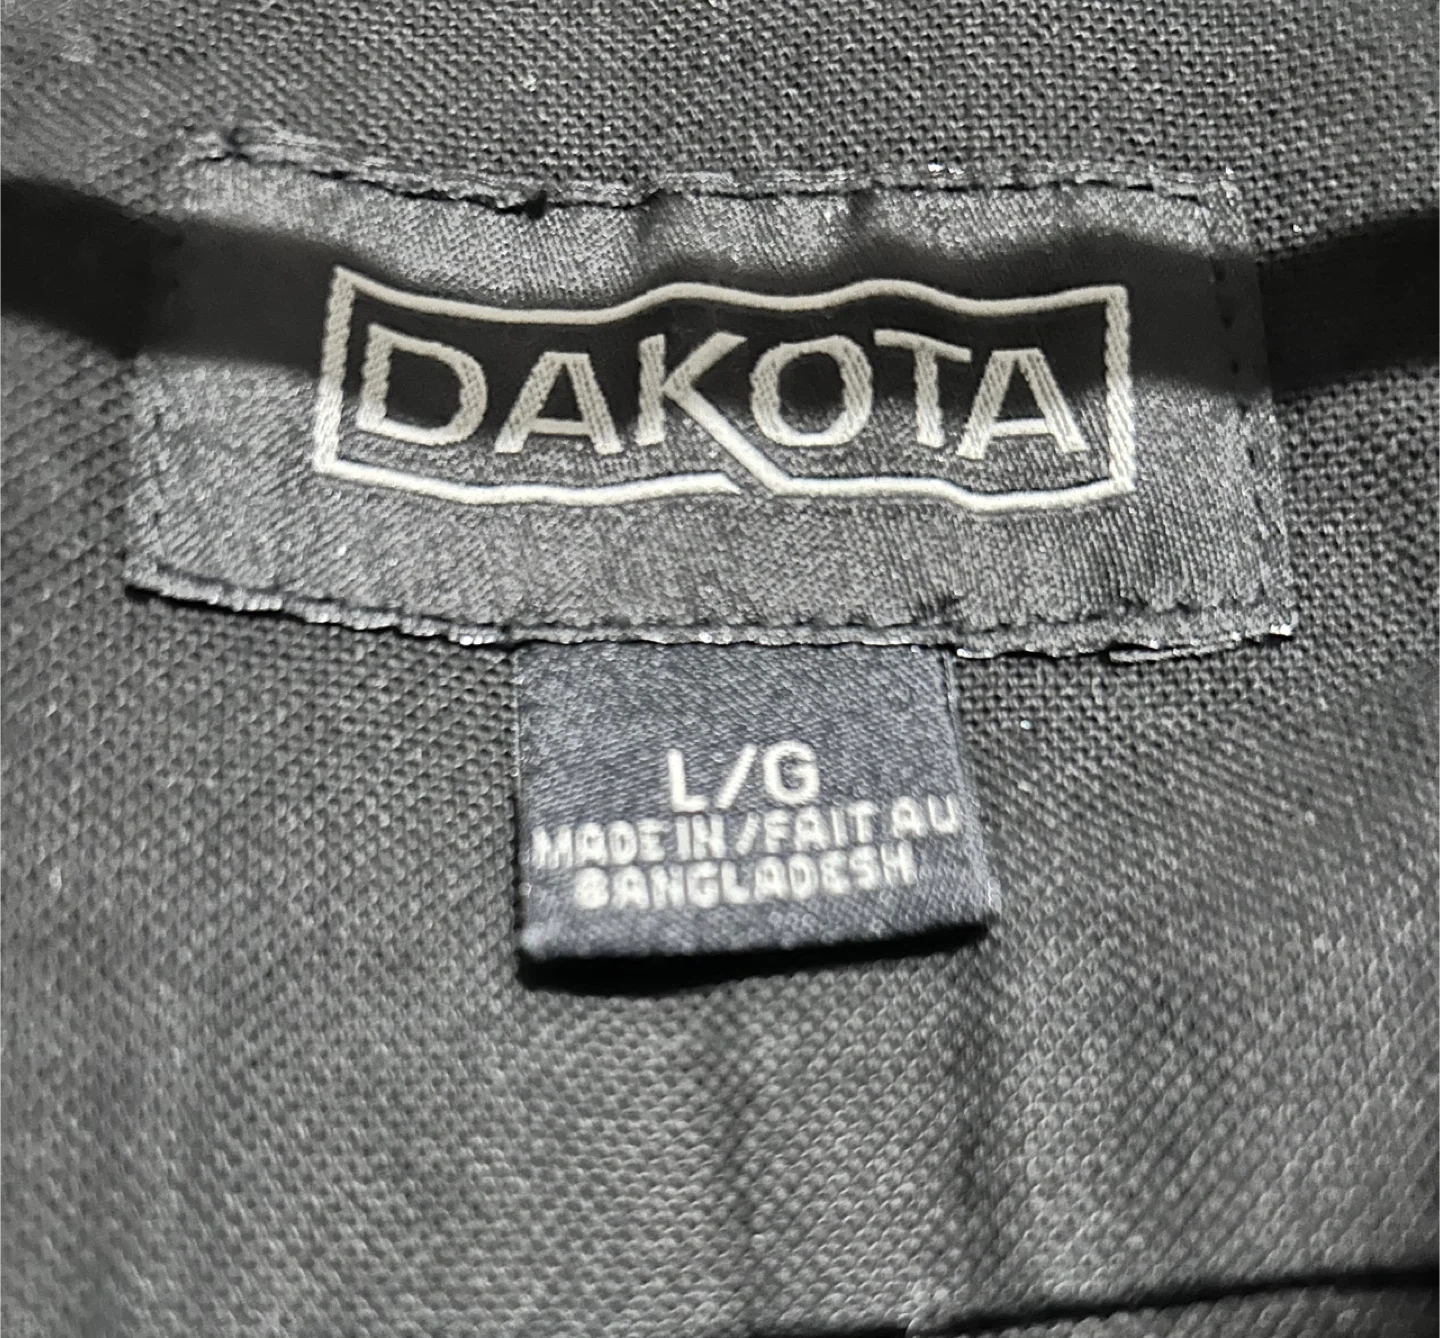 DAKOTA
L/G
MADE IN / FAIT AU
BANGLADESH